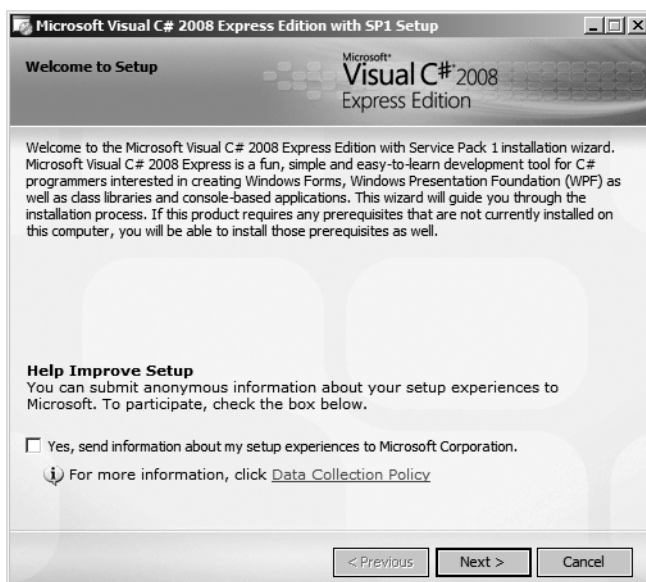 Microsoft Visual C# 2008 Express Edition with SP1 Setup
Welcome to Setup
Microsoft®
Visual C#® 2008
Express Edition
Welcome to the Microsoft Visual C# 2008 Express Edition with Service Pack 1 installation wizard.
Microsoft Visual C# 2008 Express is a fun, simple and easy-to-learn development tool for C#
programmers interested in creating Windows Forms, Windows Presentation Foundation (WPF) as
well as class libraries and console-based applications. This wizard will guide you through the
installation process. If this product requires any prerequisites that are not currently installed on
this computer, you will be able to install those prerequisites as well.
Help Improve Setup
You can submit anonymous information about your setup experiences to
Microsoft. To participate, check the box below.
Yes, send information about my setup experiences to Microsoft Corporation.
For more information, click Data Collection Policy
< Previous
Next >
Cancel